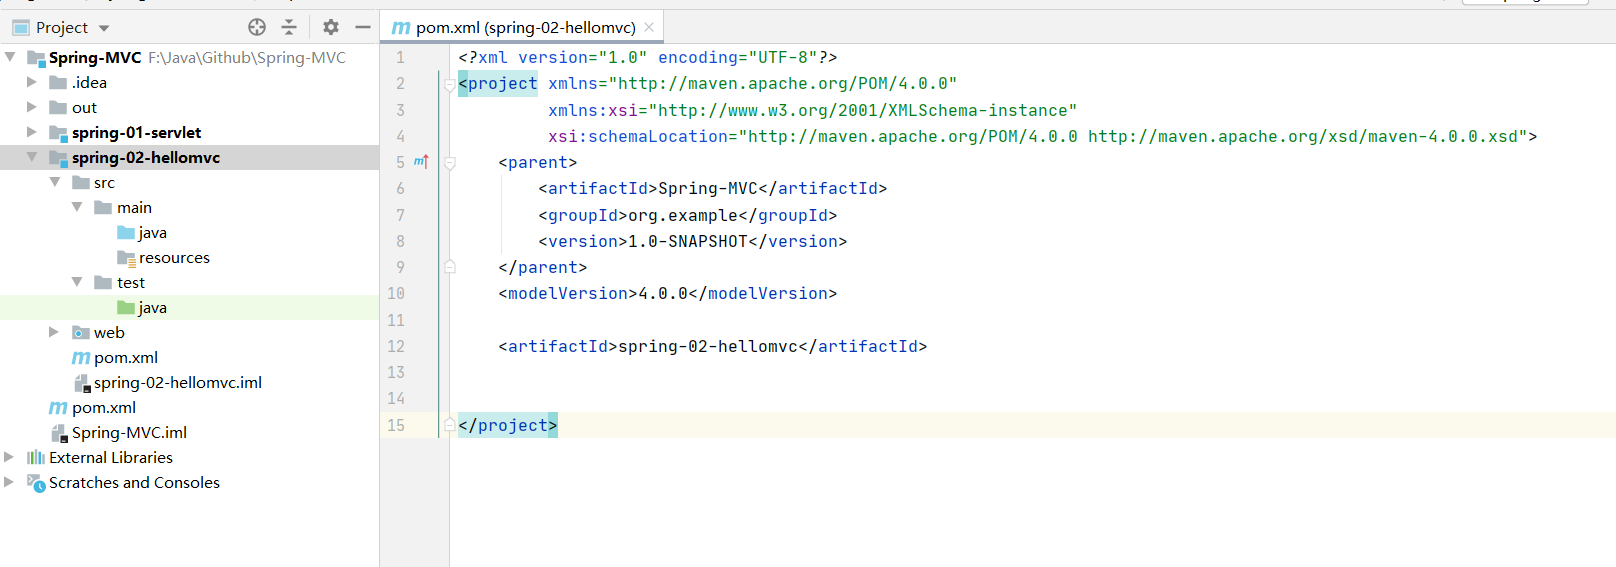 Project
Spring-MVC F:\Java\Github\Spring-MVC
.idea
out
spring-01-servlet
spring-02-hellomvc
src
main
java
resources
test
java
web
pom.xml
spring-02-hellomvc.iml
pom.xml
Spring-MVC.iml
External Libraries
Scratches and Consoles
pom.xml (spring-02-hellomvc)
1 <?xml version="1.0" encoding="UTF-8"?>
2 <project xmlns="http://maven.apache.org/POM/4.0.0"
3 xmlns:xsi="http://www.w3.org/2001/XMLSchema-instance"
4 xsi:schemaLocation="http://maven.apache.org/POM/4.0.0 http://maven.apache.org/xsd/maven-4.0.0.xsd">
5 <parent>
6 <artifactId>Spring-MVC</artifactId>
7 <groupId>org.example</groupId>
8 <version>1.0-SNAPSHOT</version>
9 </parent>
10 <modelVersion>4.0.0</modelVersion>
11
12 <artifactId>spring-02-hellomvc</artifactId>
13
14
15 </project>